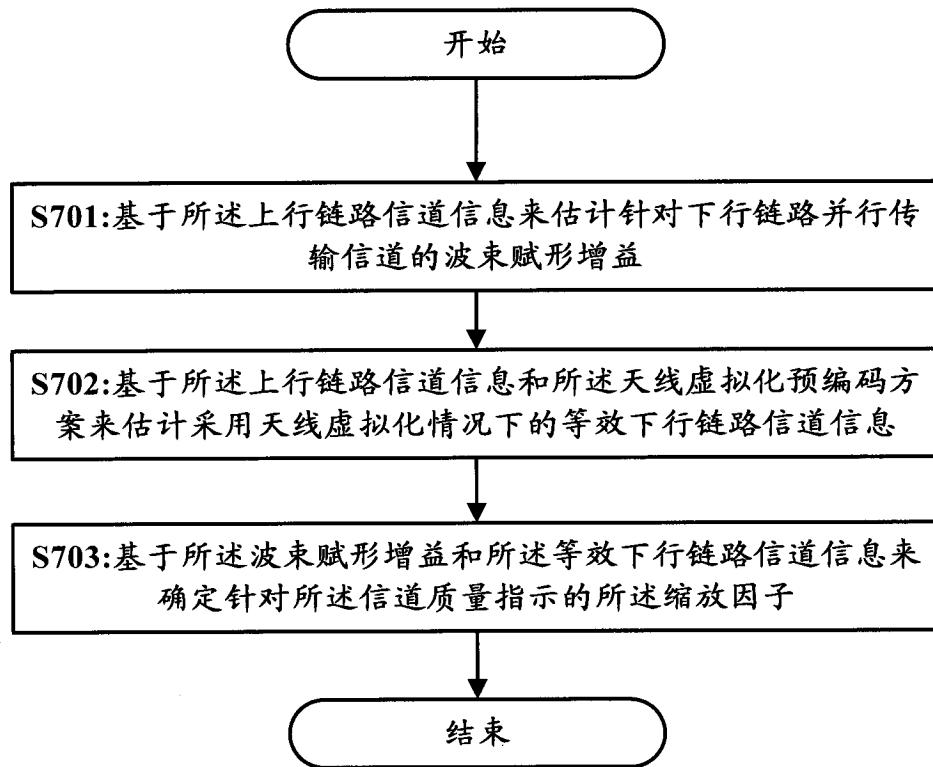 开始
S701:基于所述上行链路信道信息来估计针对下行链路并行传
输信道的波束赋形增益
S702:基于所述上行链路信道信息和所述天线虚拟化预编码方
案来估计采用天线虚拟化情况下的等效下行链路信道信息
S703:基于所述波束赋形增益和所述等效下行链路信道信息来
确定针对所述信道质量指示的所述缩放因子
结束